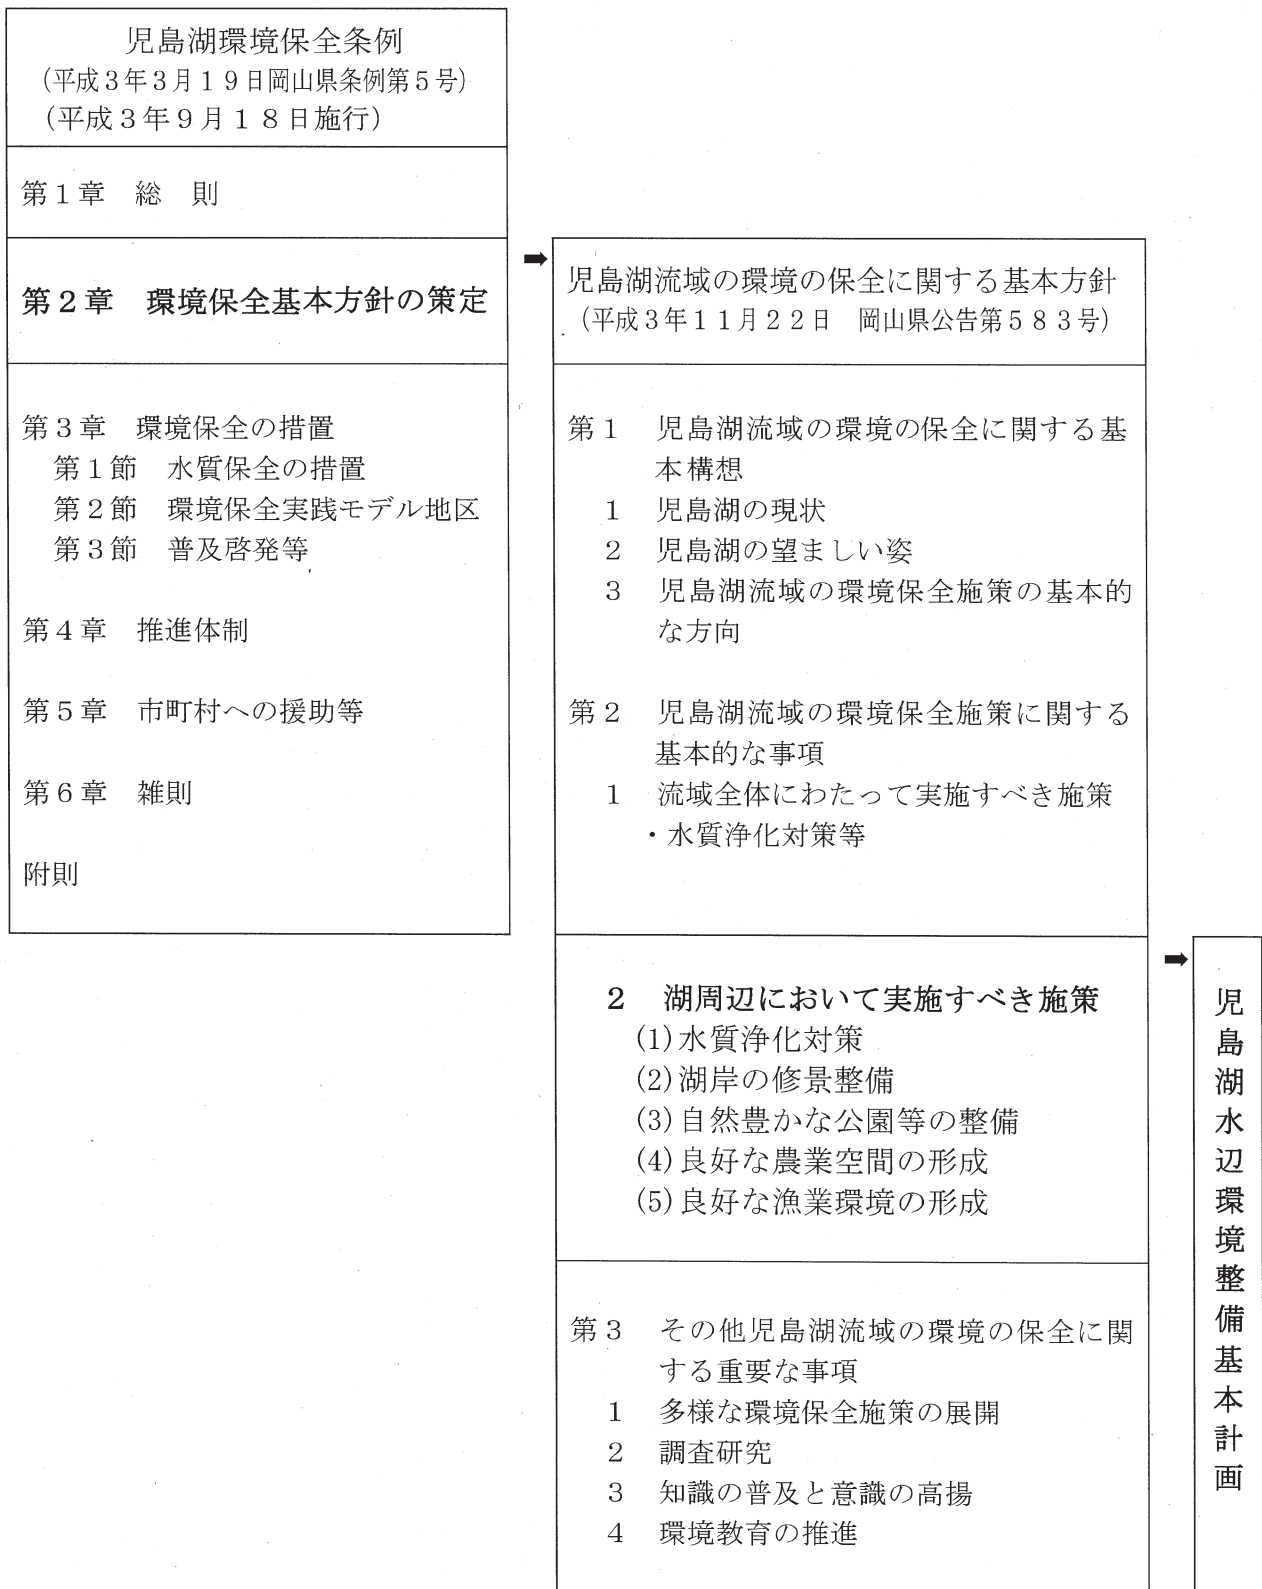 児島湖環境保全条例
（平成３年３月１９日岡山県条例第５号）
（平成３年９月１８日施行）
第１章　総　則
第２章　環境保全基本方針の策定
第３章　環境保全の措置
第１節　水質保全の措置
第２節　環境保全実践モデル地区
第３節　普及啓発等
第４章　推進体制
第５章　市町村への援助等
第６章　雑則
附則
➡
児島湖流域の環境の保全に関する基本方針
（平成３年１１月２２日　岡山県公告第５８３号）
第１　児島湖流域の環境の保全に関する基
本構想
１　児島湖の現状
２　児島湖の望ましい姿
３　児島湖流域の環境保全施策の基本的
な方向
第２　児島湖流域の環境保全施策に関する
基本的な事項
１　流域全体にわたって実施すべき施策
・水質浄化対策等
２　湖周辺において実施すべき施策
(1)水質浄化対策
(2)湖岸の修景整備
(3)自然豊かな公園等の整備
(4)良好な農業空間の形成
(5)良好な漁業環境の形成
第３　その他児島湖流域の環境の保全に関
する重要な事項
１　多様な環境保全施策の展開
２　調査研究
３　知識の普及と意識の高揚
４　環境教育の推進
➡
児島湖水辺環境整備基本計画